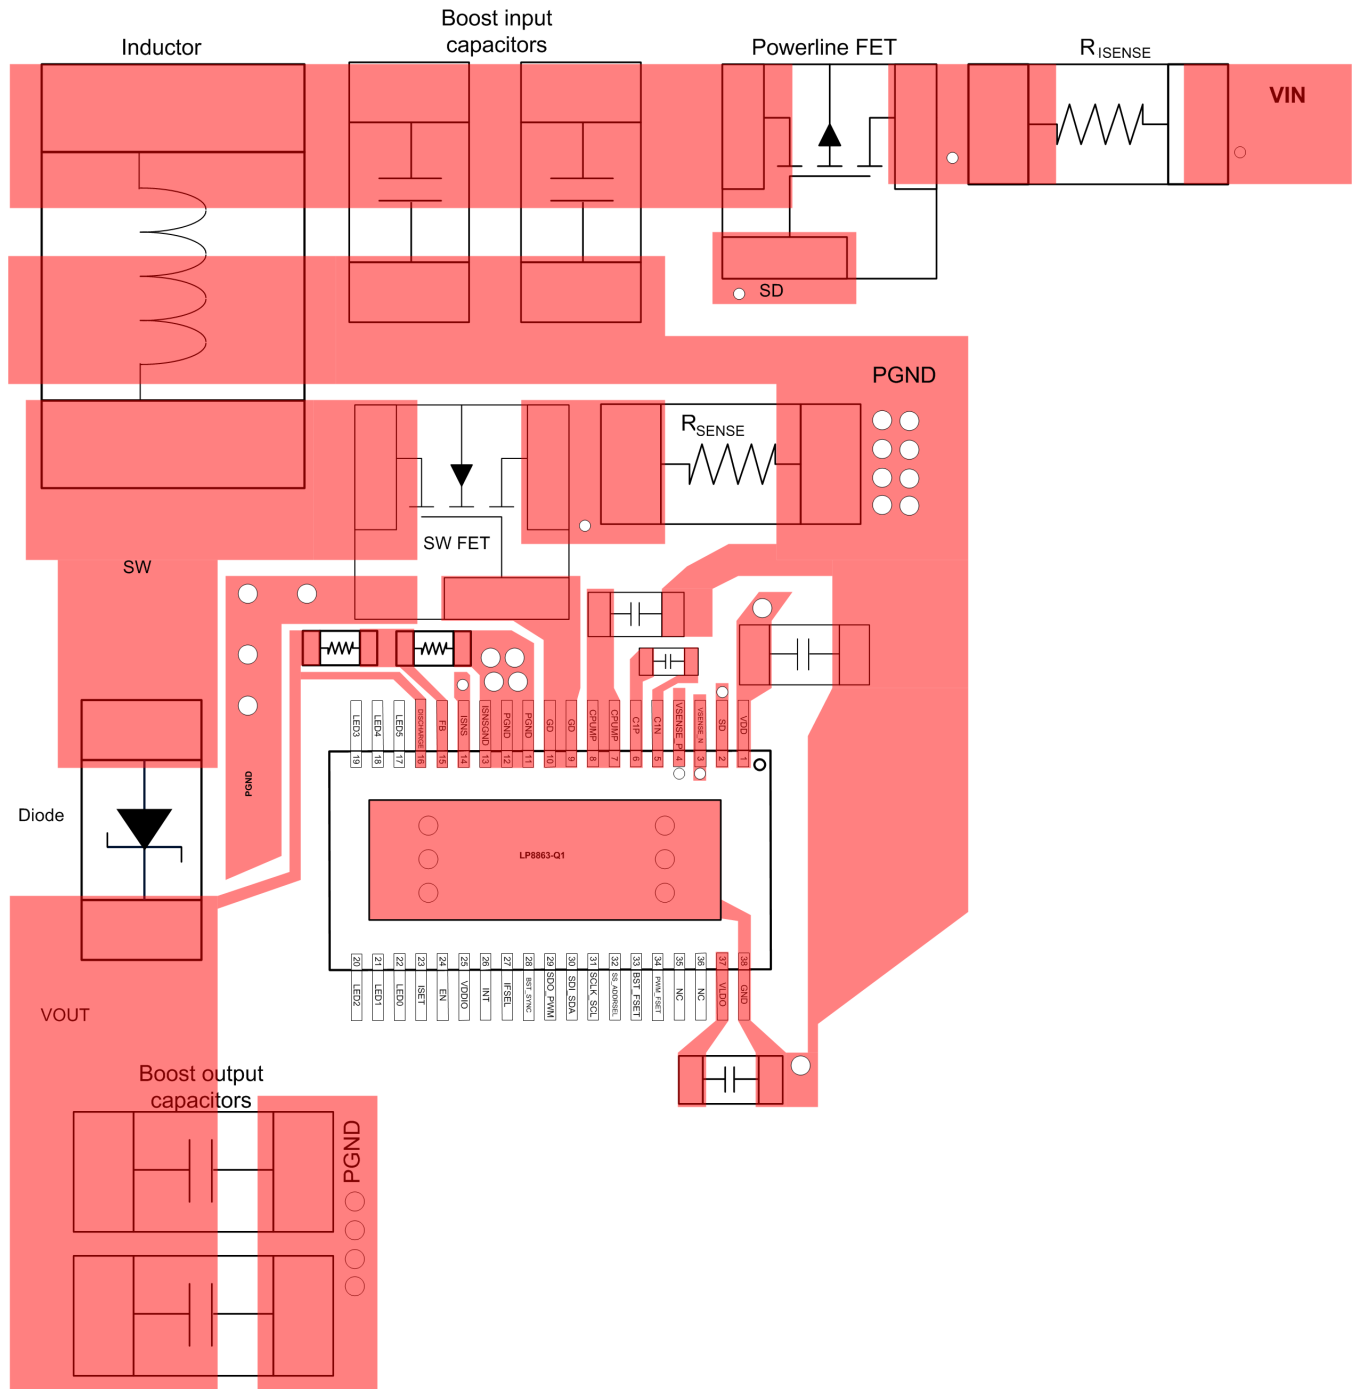 Boost input
capacitors
Inductor
Powerline FET
RISENSE
VIN
SD
PGND
RSENSE
SW FET
SW
PGND
Diode
LED3
LED4
LED5
DISCHARGE
FB
ISNS
ISNSGND
PGND
PGND
GD
GD
CPUMP
CPUMP
C1P
C1N
VSENSE_P
VSENSE_N
SD
VDD
19
18
17
16
15
14
13
12
11
10
9
8
7
6
5
4
3
2
1
LP8863-Q1
20
21
22
23
24
25
26
27
28
29
30
31
32
33
34
35
36
37
38
LED2
LED1
LED0
ISET
EN
VDDIO
INT
IFSEL
BST_SYNC
SDO_PWM
SDI_SDA
SCLK_SCL
SS_ADDRSEL
BST_FSET
PWM_FSET
NC
NC
VLDO
GND
VOUT
Boost output
capacitors
PGND